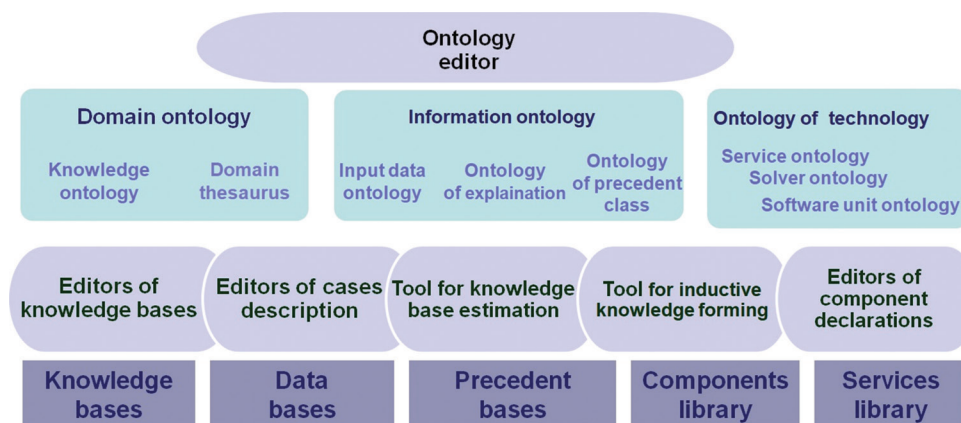 Ontology
editor
Domain ontology
Knowledge
ontology
Domain
thesaurus
Information ontology
Input data
ontology
Ontology
of explaination
Ontology
of precedent
class
Ontology of technology
Service ontology
Solver ontology
Software unit ontology
Editors of
knowledge bases
Editors of cases
description
Tool for knowledge
base estimation
Tool for inductive
knowledge forming
Editors of
component
declarations
Knowledge
bases
Data
bases
Precedent
bases
Components
library
Services
library